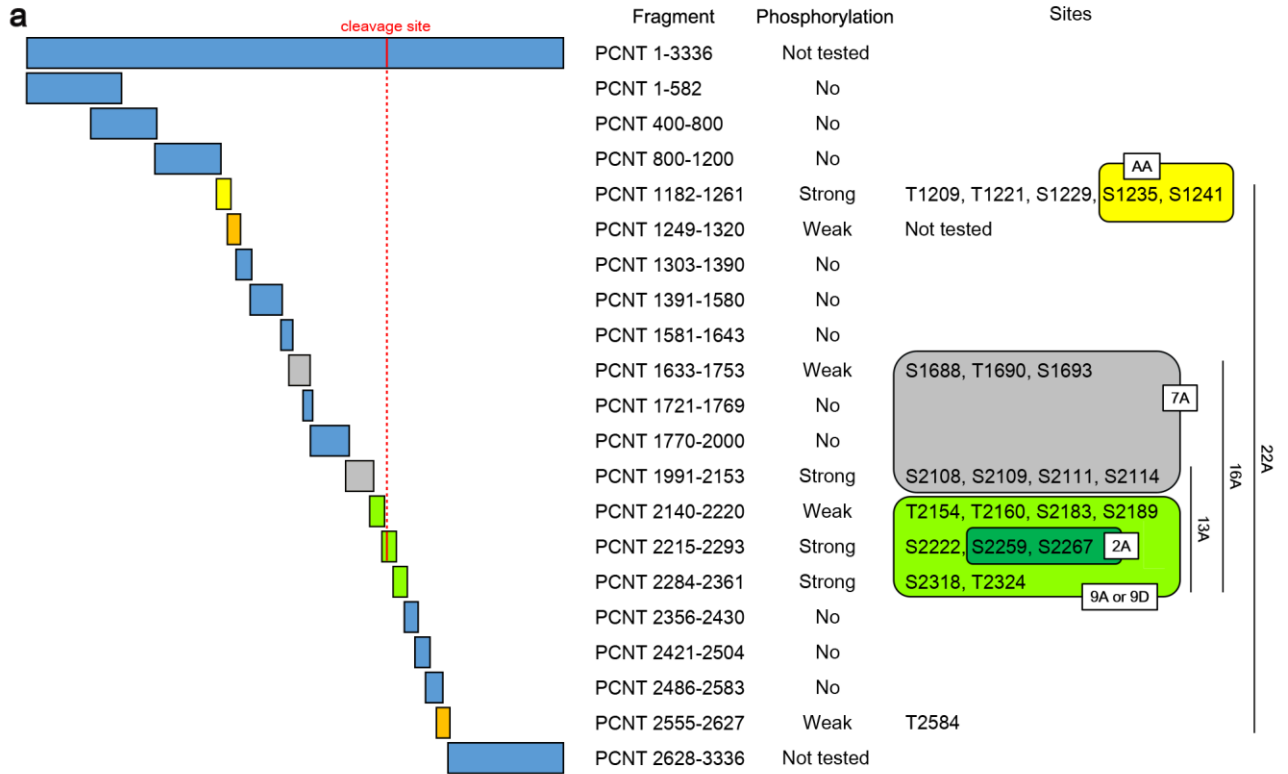 a
Fragment Phosphorylation Sites
cleavage site
PCNT 1-3336 Not tested
PCNT 1-582 No
PCNT 400-800 No
PCNT 800-1200 No
AA
PCNT 1182-1261 Strong T1209, T1221, S1229, S1235, S1241
PCNT 1249-1320 Weak Not tested
PCNT 1303-1390 No
PCNT 1391-1580 No
PCNT 1581-1643 No
PCNT 1633-1753 Weak S1688, T1690, S1693
7A
PCNT 1721-1769 No
PCNT 1770-2000 No
PCNT 1991-2153 Strong S2108, S2109, S2111, S2114
PCNT 2140-2220 Weak T2154, T2160, S2183, S2189
PCNT 2215-2293 Strong S2222, S2259, S2267 2A
PCNT 2284-2361 Strong S2318, T2324
9A or 9D
13A
16A
22A
PCNT 2356-2430 No
PCNT 2421-2504 No
PCNT 2486-2583 No
PCNT 2555-2627 Weak T2584
PCNT 2628-3336 Not tested